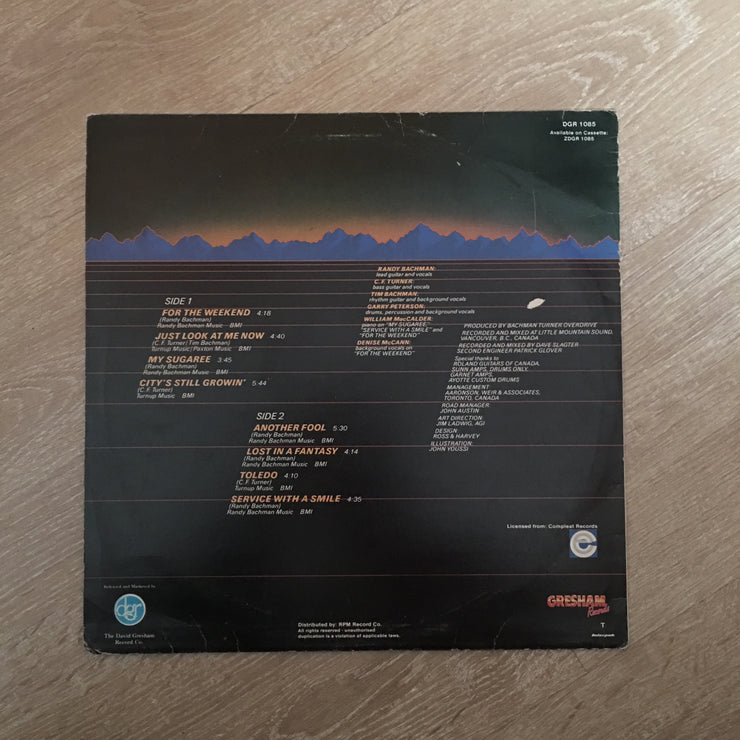 DGR 1085
Available on Cassette:
ZDGR 1085
SIDE 1
FOR THE WEEKEND 4:18
(Randy Bachman)
Randy Bachman Music BMI
JUST LOOK AT ME NOW 4:40
(C.F. Turner/Tim Bachman)
Turnup Music/Paxton Music BMI
MY SUGAREE 3:45
(Randy Bachman)
Randy Bachman Music BMI
CITY'S STILL GROWIN' 5:44
(C.F. Turner)
Turnup Music BMI
SIDE 2
ANOTHER FOOL 5:30
(Randy Bachman)
Randy Bachman Music BMI
LOST IN A FANTASY 4:14
(Randy Bachman)
Randy Bachman Music BMI
TOLEDO 4:10
(C.F. Turner)
Turnup Music BMI
SERVICE WITH A SMILE 4:35
(Randy Bachman)
Randy Bachman Music BMI
RANDY BACHMAN:
lead guitar and vocals
C.F. TURNER:
bass guitar and vocals
TIM BACHMAN:
rhythm guitar and background vocals
GARRY PETERSON:
drums, percussion and background vocals
WILLIAM MacCALDER:
piano on "MY SUGAREE,"
"SERVICE WITH A SMILE" and
"FOR THE WEEKEND"
DENISE McCANN:
background vocals on
"FOR THE WEEKEND"
PRODUCED BY BACHMAN TURNER OVERDRIVE
RECORDED AND MIXED AT LITTLE MOUNTAIN SOUND,
VANCOUVER, B.C., CANADA
RECORDED AND MIXED BY DAVE SLAGTER
SECOND ENGINEER PATRICK GLOVER
Special thanks to
ROLAND GUITARS OF CANADA,
SUNN AMPS, DRUMS ONLY,
GARNET AMPS,
AYOTTE CUSTOM DRUMS
MANAGEMENT
AARONSON, WEIR & ASSOCIATES,
TORONTO, CANADA
ROAD MANAGER:
JOHN AUSTIN
ART DIRECTION:
JIM LADWIG, AGI
DESIGN:
ROSS & HARVEY
ILLUSTRATION:
JOHN YOUSSI
Licensed from: Compleat Records
Released and Marketed by
dgr
The David Gresham
Record Co.
Distributed by: RPM Record Co.
All rights reserved - unauthorised
duplication is a violation of applicable laws.
GRESHAM
Records
T